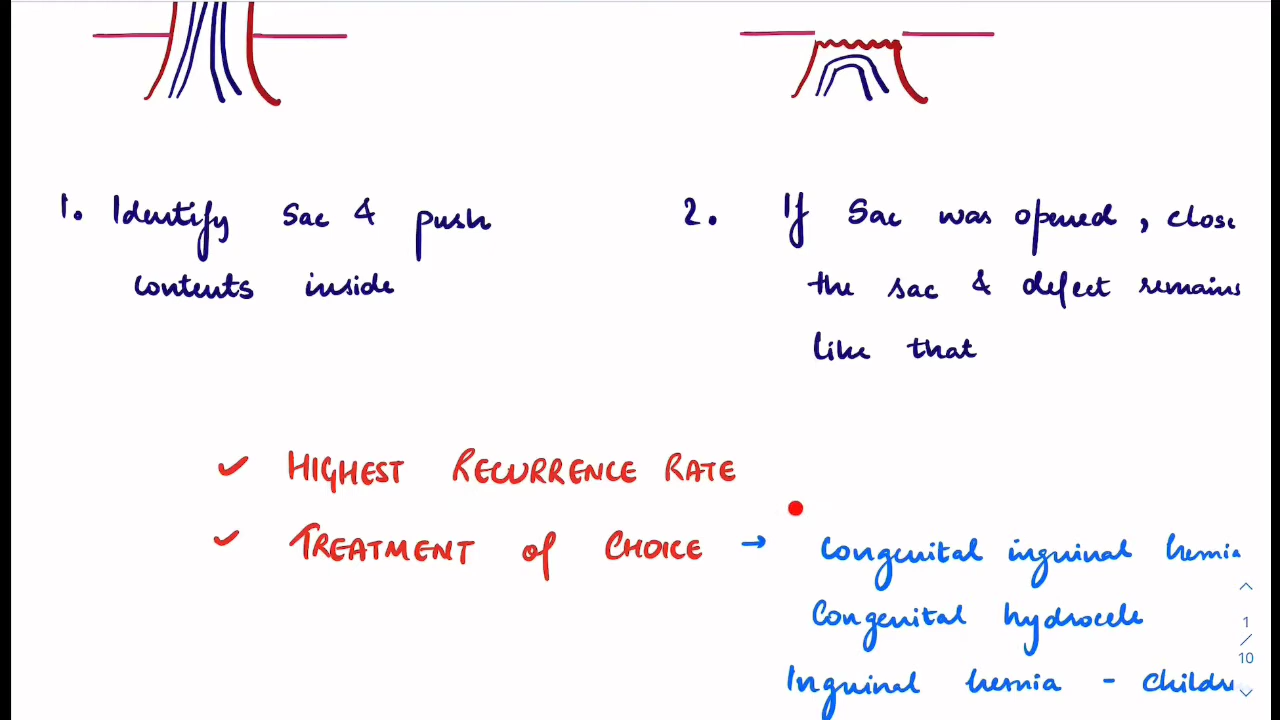 1. Identify sac & push
contents inside
2. If sac was opened, close
the sac & defect remains
like that
✓ HIGHEST RECURRENCE RATE
✓ TREATMENT of CHOICE → Congenital inguinal hernia
Congenital hydrocele
Inguinal hernia - childr
1
/
10